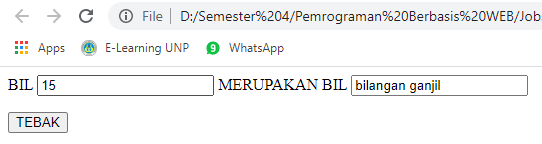 File | D:/Semester%204/Pemrograman%20Berbasis%20WEB/Job
Apps E-Learning UNP WhatsApp
BIL 15 MERUPAKAN BIL bilangan ganjil
TEBAK